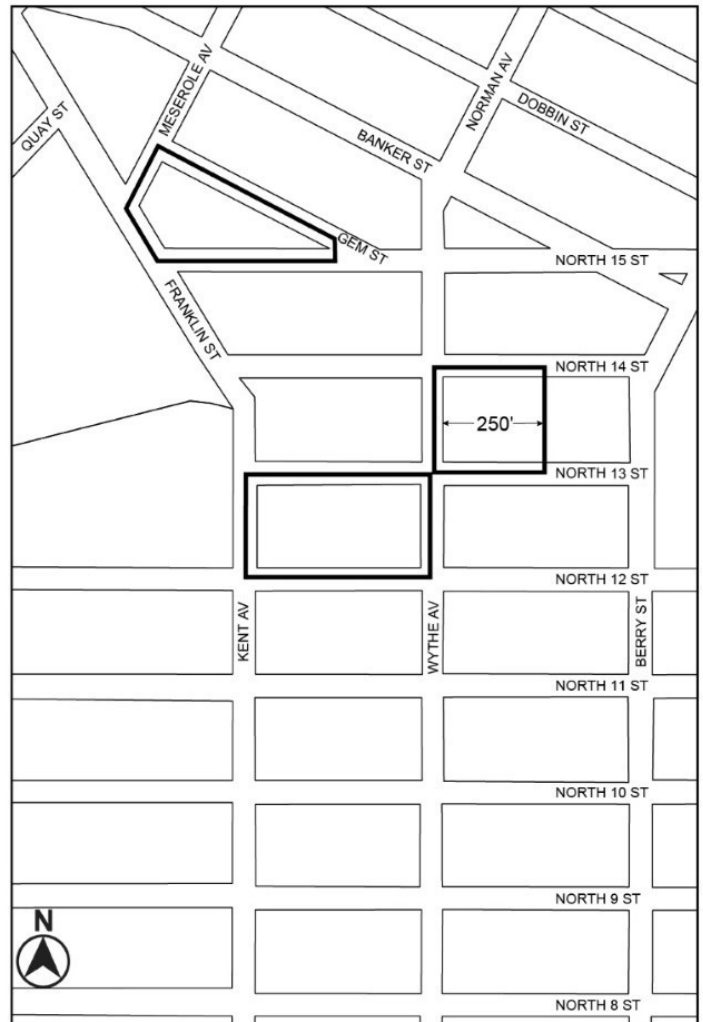 MESEROLE AV
NORMAN AV
DOBBIN ST
QUAY ST
BANKER ST
GEM ST
NORTH 15 ST
FRANKLIN ST
NORTH 14 ST
250'
NORTH 13 ST
NORTH 12 ST
KENT AV
WYTHE AV
BERRY ST
NORTH 11 ST
NORTH 10 ST
NORTH 9 ST
N
NORTH 8 ST